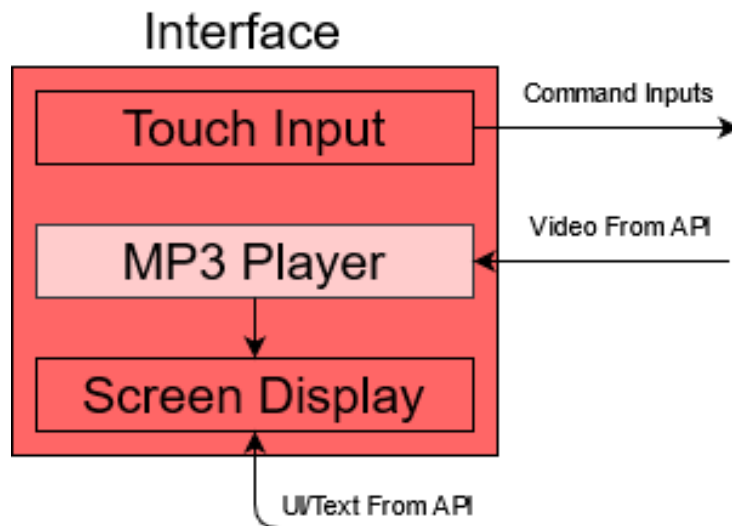 Interface
Touch Input
Command Inputs
Video From API
MP3 Player
Screen Display
UI/Text From API